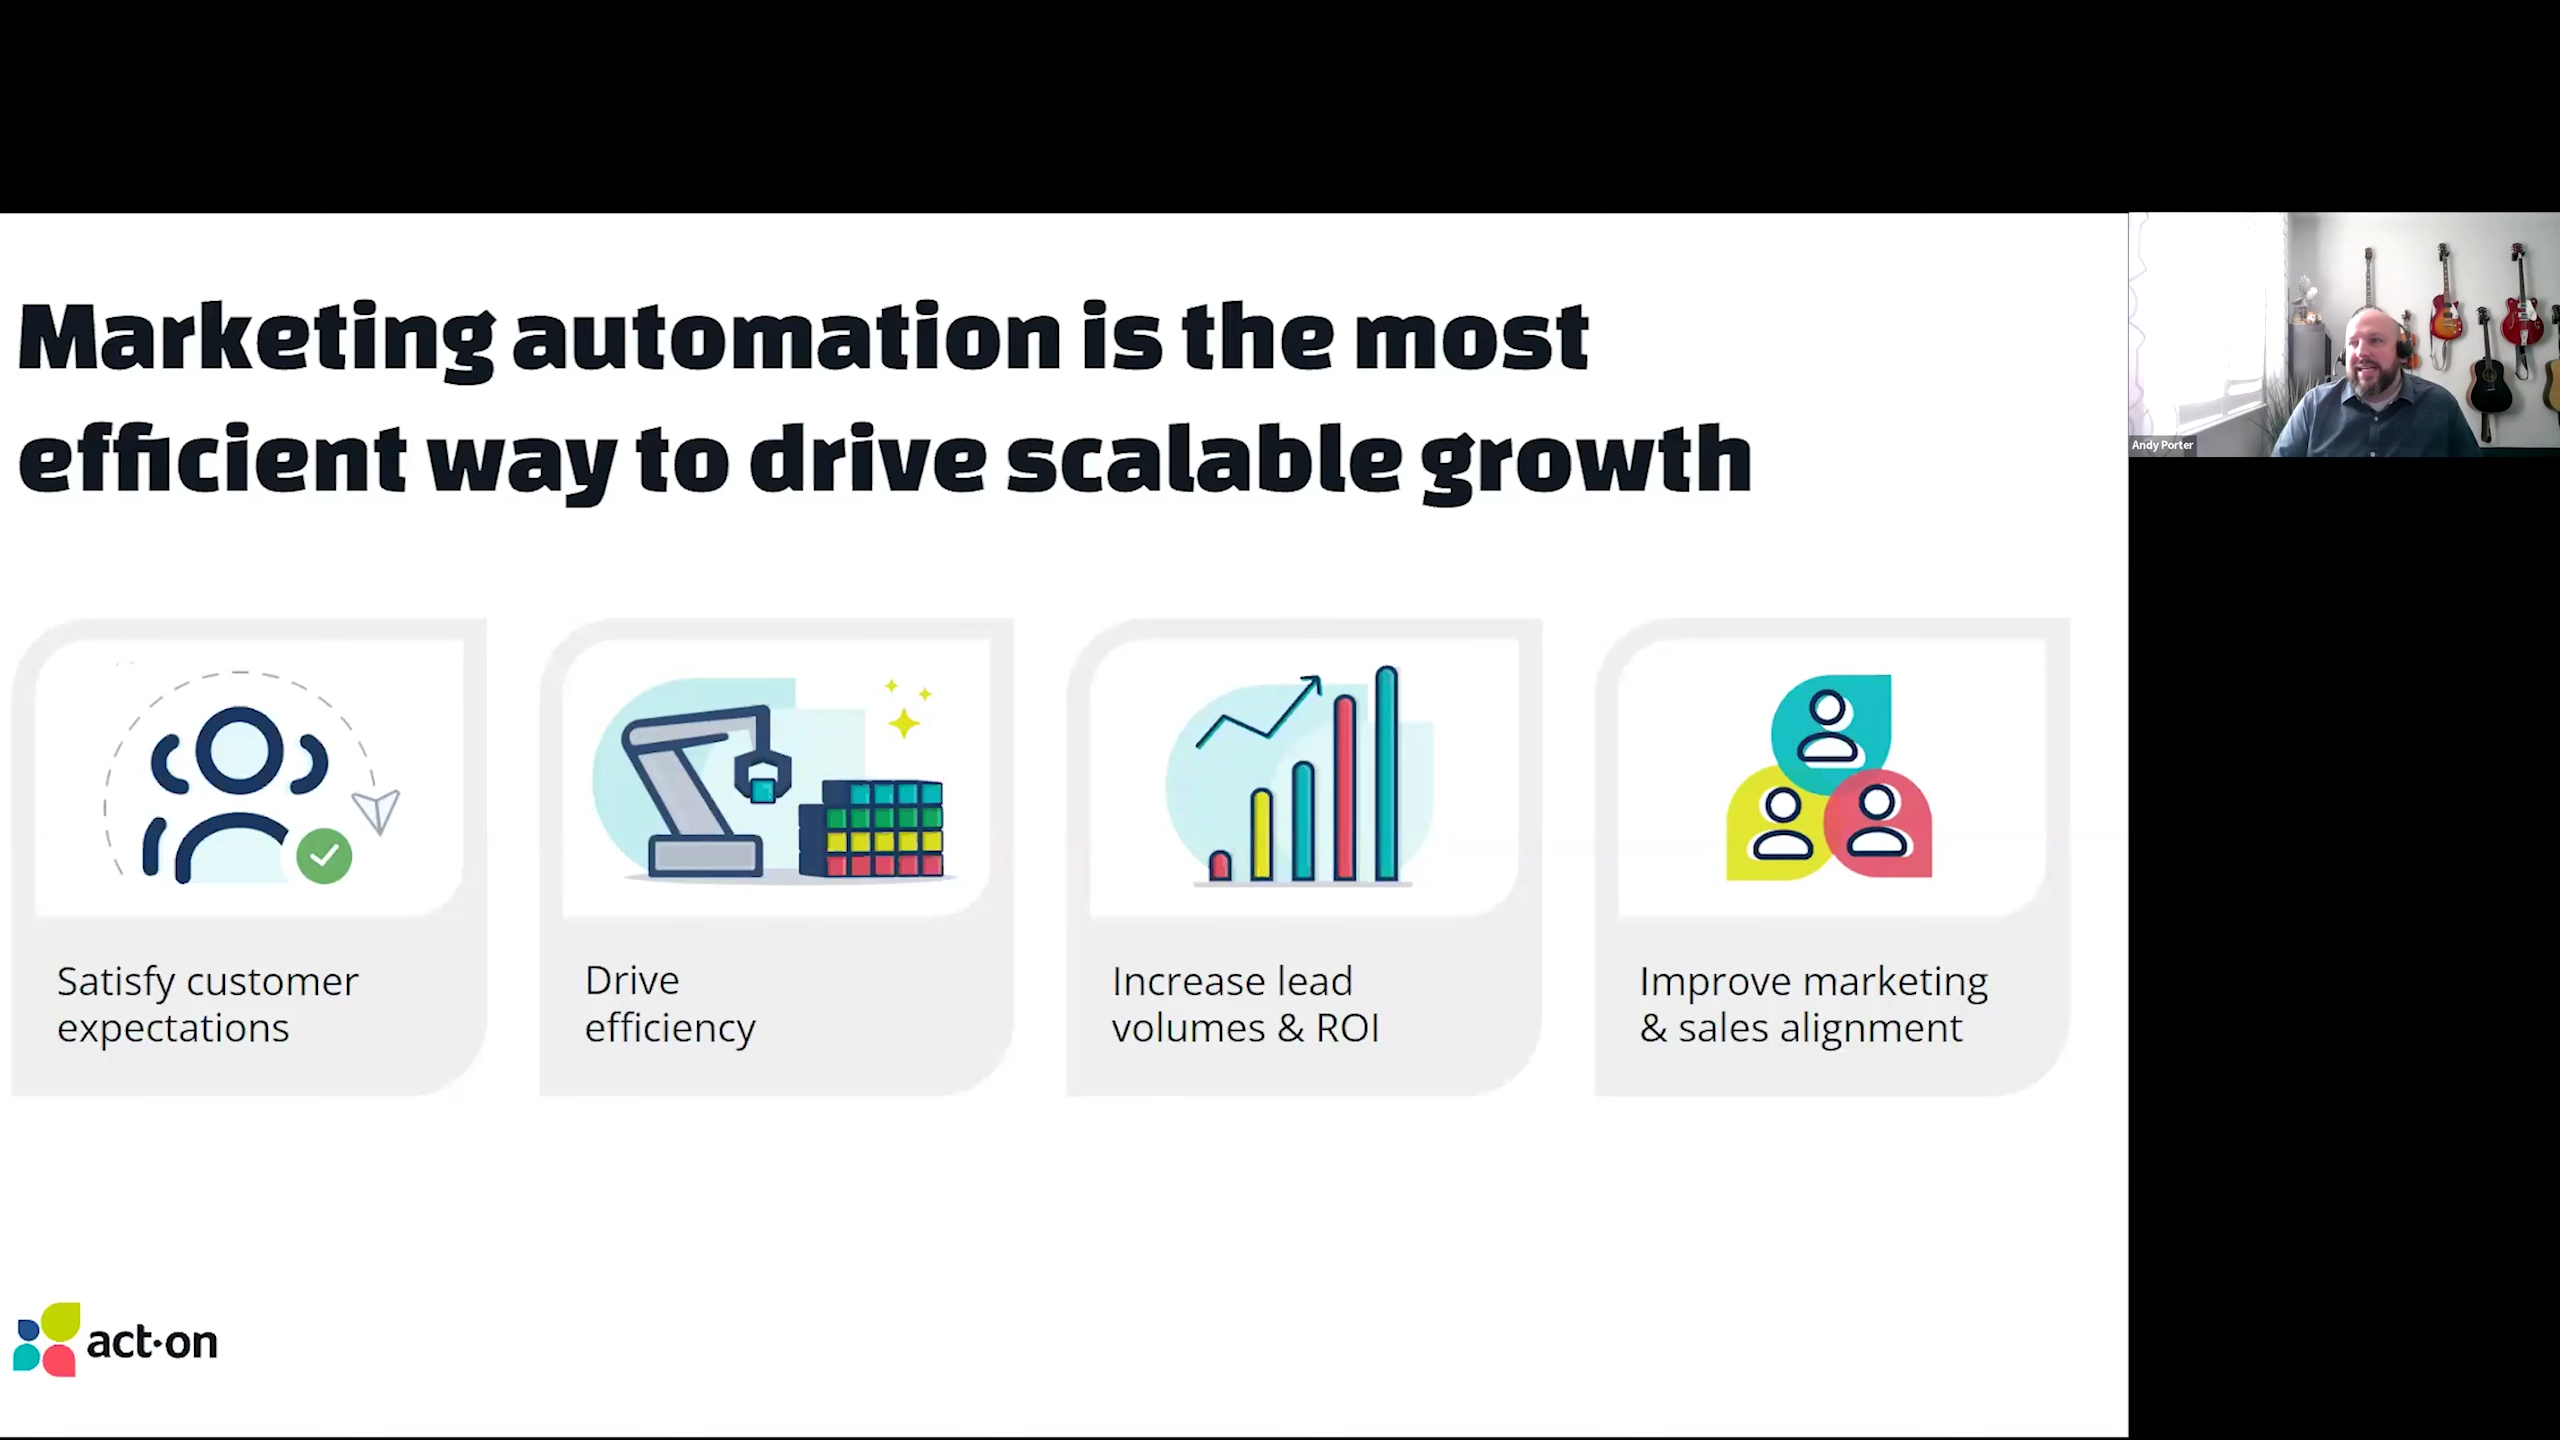 Marketing automation is the most
efficient way to drive scalable growth
Andy Porter
Satisfy customer
expectations
Drive
efficiency
Increase lead
volumes & ROI
Improve marketing
& sales alignment
act-on